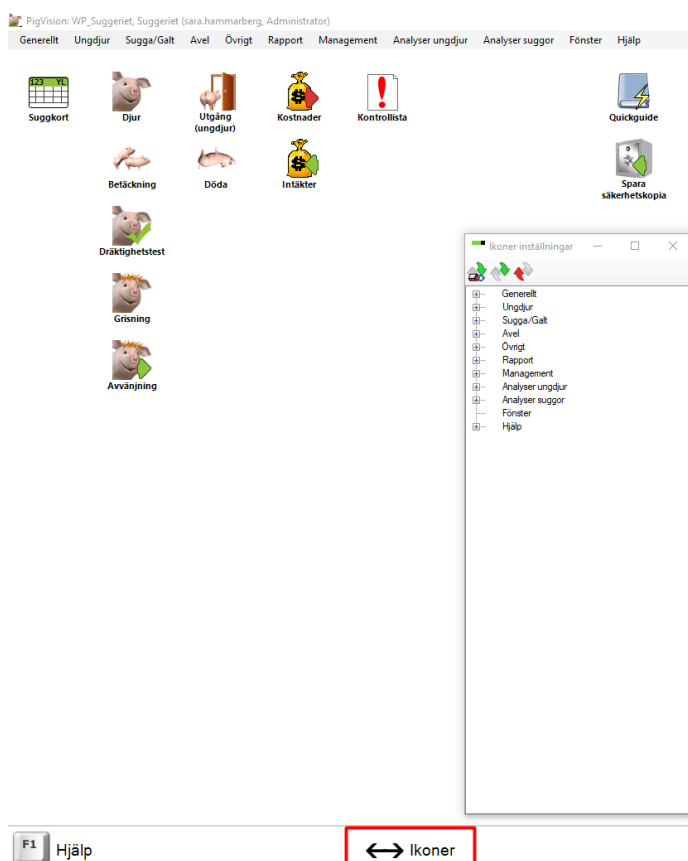 PigVision: WP_Suggeriet, Suggeriet (sara.hammarberg, Administrator)
Generellt Ungdjur Sugga/Galt Avel Övrigt Rapport Management Analyser ungdjur Analyser suggor Fönster Hjälp
123 YL
Suggkort
Djur
Utgång
(ungdjur)
Kostnader
Kontrollista
Quickguide
Betäckning
Döda
Intäkter
Spara
säkerhetskopia
Dräktighetstest
Grisning
Avvänjning
Ikoner inställningar
Generellt
Ungdjur
Sugga/Galt
Avel
Övrigt
Rapport
Management
Analyser ungdjur
Analyser suggor
Fönster
Hjälp
F1 Hjälp
Ikoner